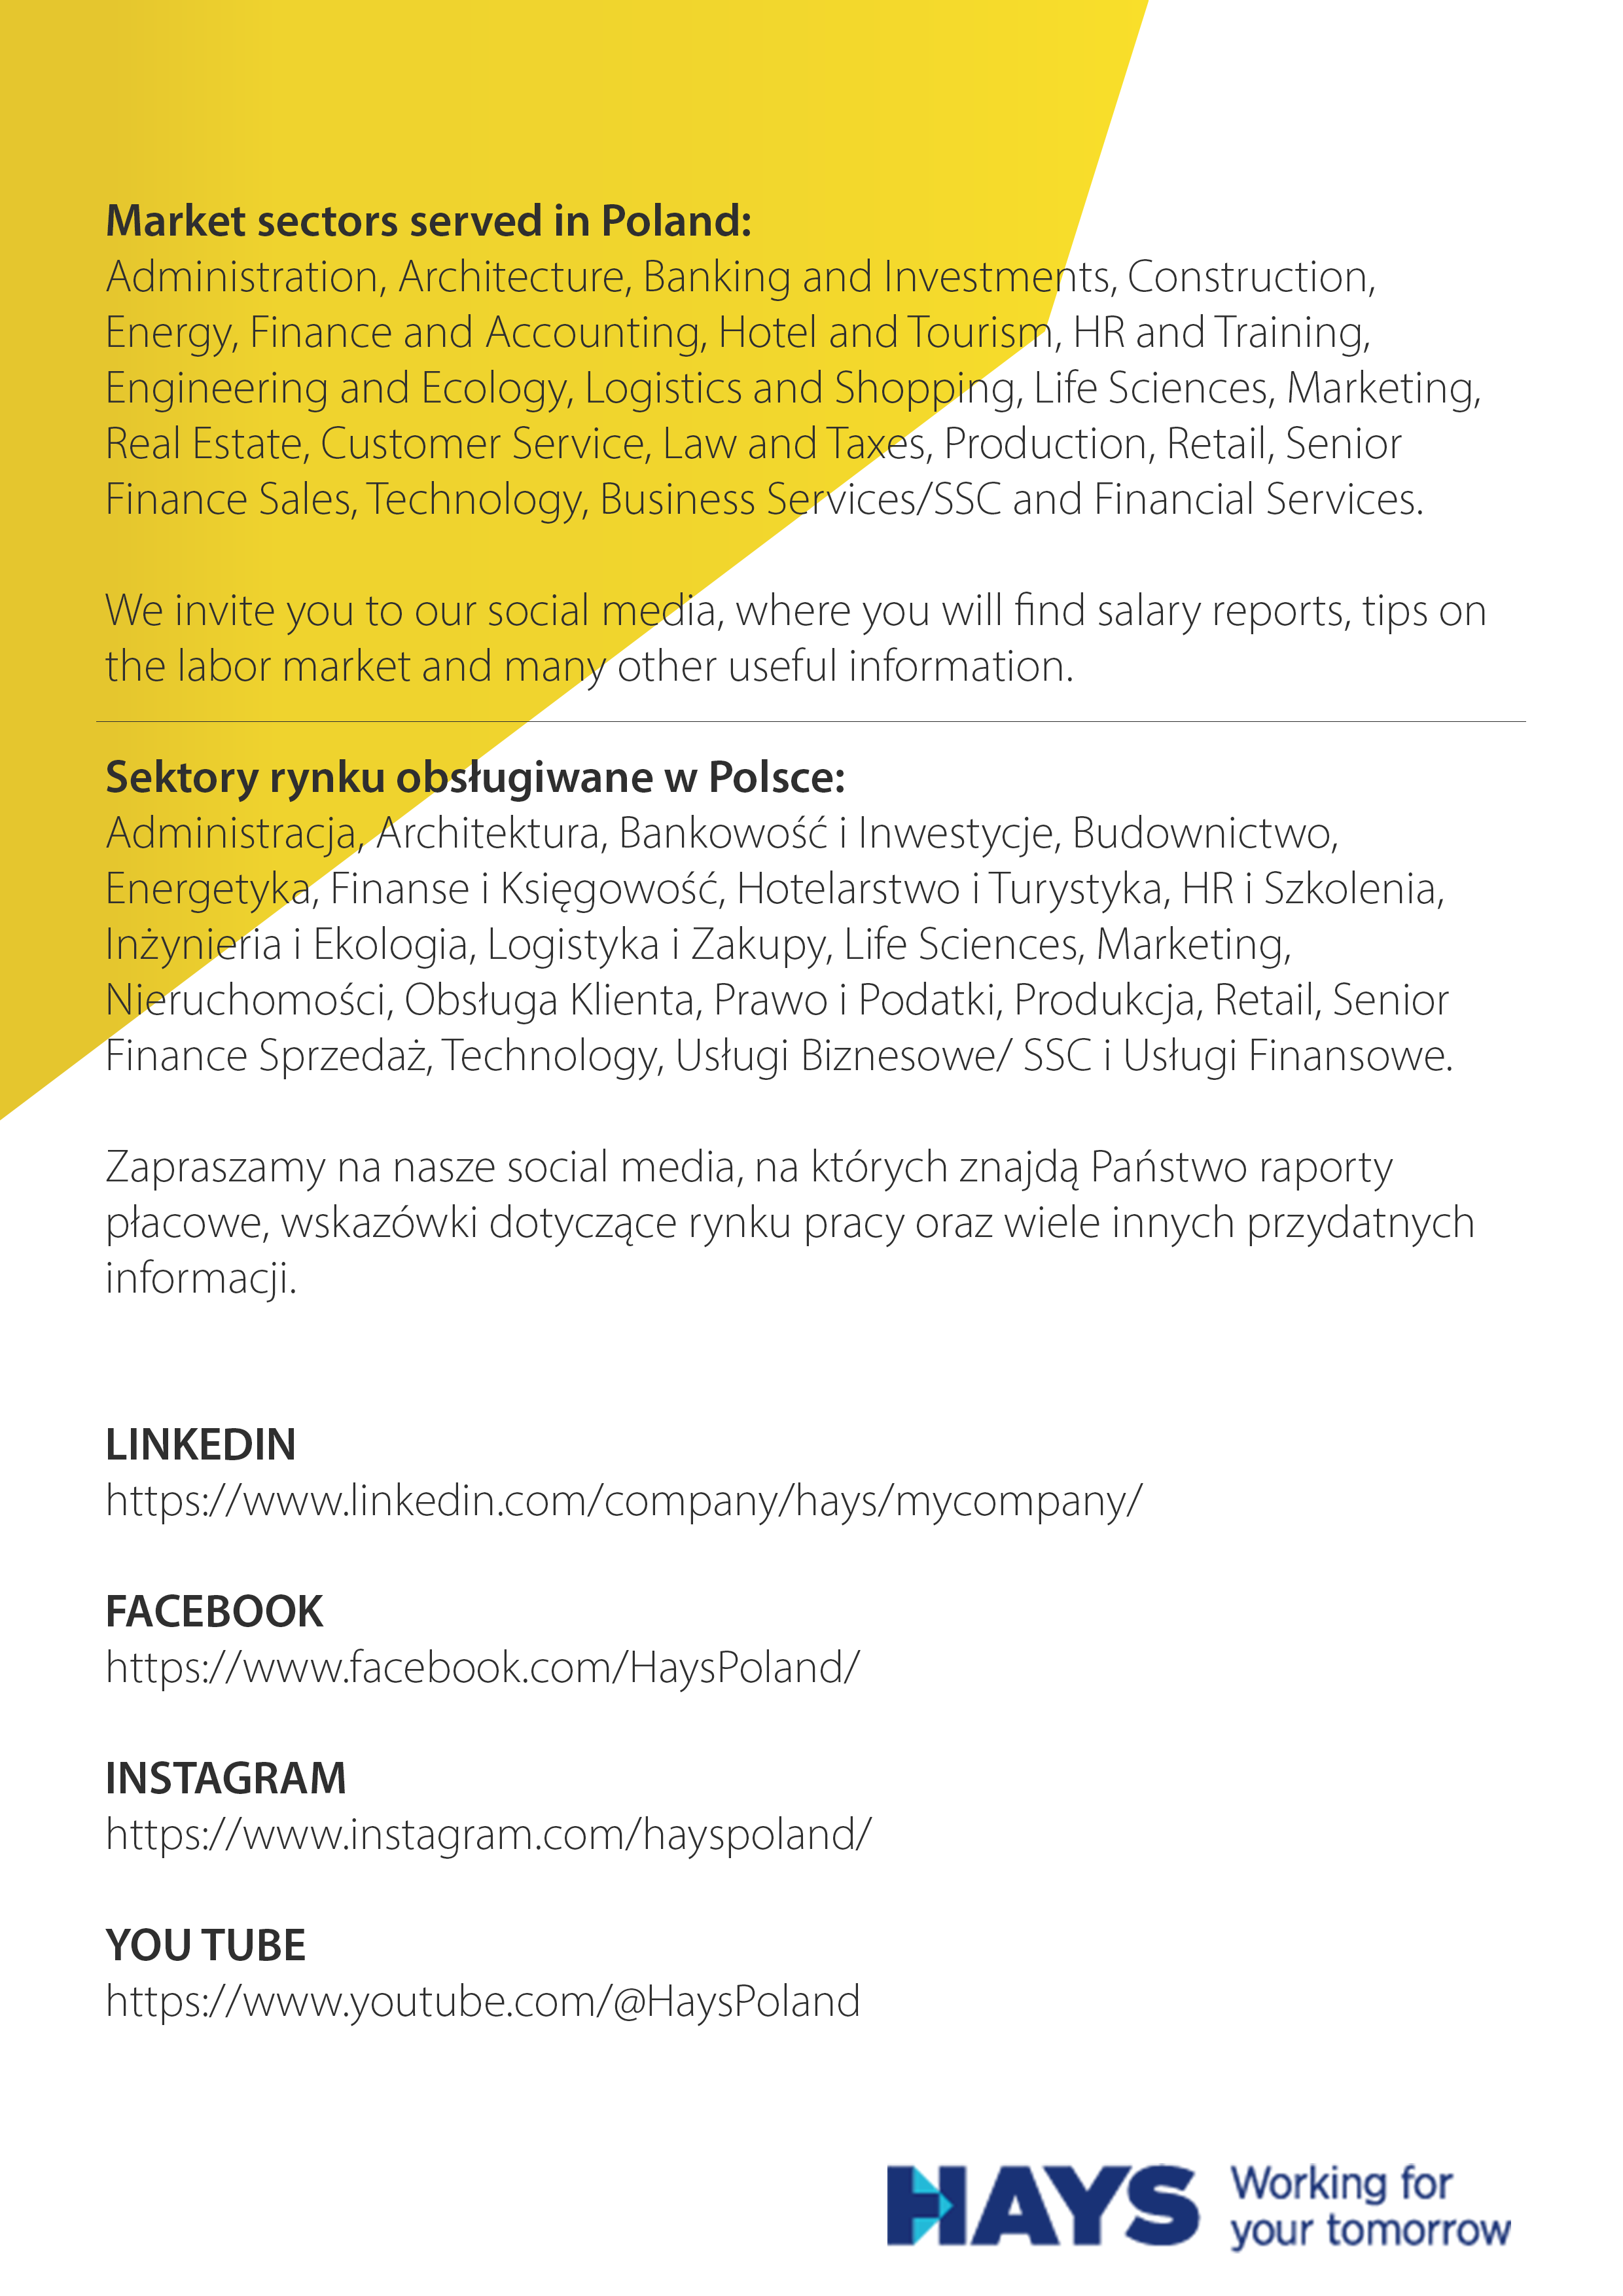 Market sectors served in Poland:
Administration, Architecture, Banking and Investments, Construction,
Energy, Finance and Accounting, Hotel and Tourism, HR and Training,
Engineering and Ecology, Logistics and Shopping, Life Sciences, Marketing,
Real Estate, Customer Service, Law and Taxes, Production, Retail, Senior
Finance Sales, Technology, Business Services/SSC and Financial Services.
We invite you to our social media, where you will find salary reports, tips on
the labor market and many other useful information.
Sektory rynku obsługiwane w Polsce:
Administracja, Architektura, Bankowość i Inwestycje, Budownictwo,
Energetyka, Finanse i Księgowość, Hotelarstwo i Turystyka, HR i Szkolenia,
Inżynieria i Ekologia, Logistyka i Zakupy, Life Sciences, Marketing,
Nieruchomości, Obsługa Klienta, Prawo i Podatki, Produkcja, Retail, Senior
Finance Sprzedaż, Technology, Usługi Biznesowe/ SSC i Usługi Finansowe.
Zapraszamy na nasze social media, na których znajdą Państwo raporty
płacowe, wskazówki dotyczące rynku pracy oraz wiele innych przydatnych
informacji.
LINKEDIN
https://www.linkedin.com/company/hays/mycompany/
FACEBOOK
https://www.facebook.com/HaysPoland/
INSTAGRAM
https://www.instagram.com/hayspoland/
YOU TUBE
https://www.youtube.com/@HaysPoland
HAYS Working for
your tomorrow